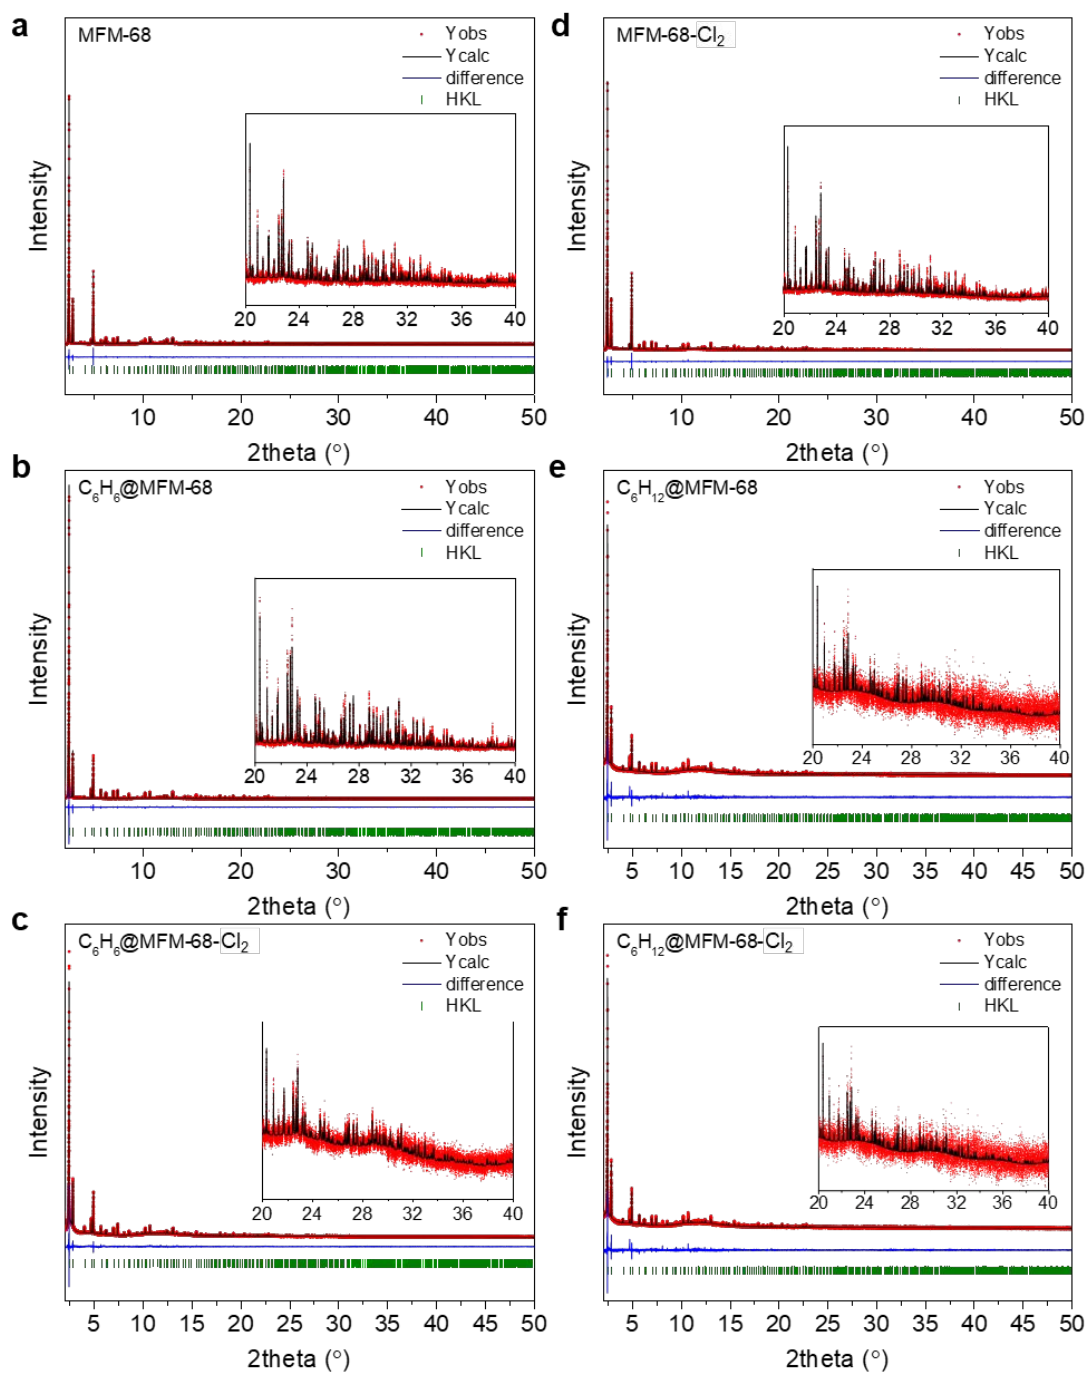 a
MFM-68
Yobs
Ycalc
difference
HKL
Intensity
20 24 28 32 36 40
10 20 30 40 50
2theta (°)
d
MFM-68-Cl₂
Yobs
Ycalc
difference
HKL
Intensity
20 24 28 32 36 40
10 20 30 40 50
2theta (°)
b
C₆H₆@MFM-68
Yobs
Ycalc
difference
HKL
Intensity
20 24 28 32 36 40
10 20 30 40 50
2theta (°)
e
C₆H₁₂@MFM-68
Yobs
Ycalc
difference
HKL
Intensity
20 24 28 32 36 40
5 10 15 20 25 30 35 40 45 50
2theta (°)
c
C₆H₆@MFM-68-Cl₂
Yobs
Ycalc
difference
HKL
Intensity
20 24 28 32 36 40
5 10 15 20 25 30 35 40 45 50
2theta (°)
f
C₆H₁₂@MFM-68-Cl₂
Yobs
Ycalc
difference
HKL
Intensity
20 24 28 32 36 40
5 10 15 20 25 30 35 40 45 50
2theta (°)